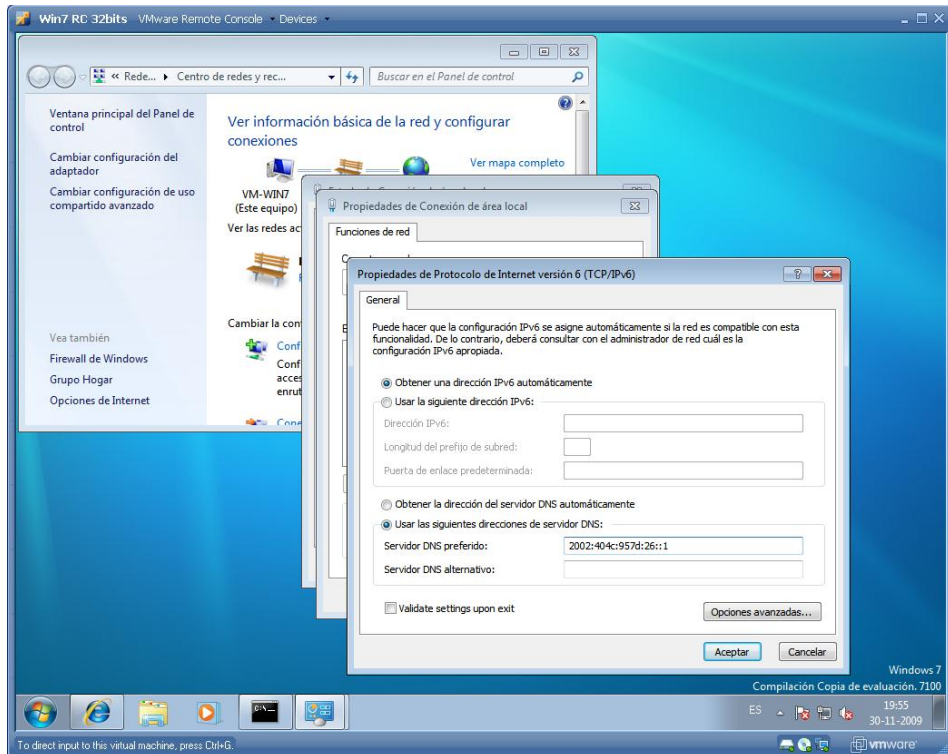 Win7 RC 32bits VMware Remote Console Devices
« Rede... Centro de redes y rec...
Buscar en el Panel de control
Ventana principal del Panel de
control
Cambiar configuración del
adaptador
Cambiar configuración de uso
compartido avanzado
Vea también
Firewall de Windows
Grupo Hogar
Opciones de Internet
Ver información básica de la red y configurar
conexiones
Ver mapa completo
VM-WIN7
(Este equipo)
Ver las redes ac
Cambiar la con
Conf
Conf
acces
enrut
Cone
Propiedades de Conexión de área local
Funciones de red
Propiedades de Protocolo de Internet versión 6 (TCP/IPv6)
General
Puede hacer que la configuración IPv6 se asigne automáticamente si la red es compatible con esta
funcionalidad. De lo contrario, deberá consultar con el administrador de red cuál es la
configuración IPv6 apropiada.
Obtener una dirección IPv6 automáticamente
Usar la siguiente dirección IPv6:
Dirección IPv6:
Longitud del prefijo de subred:
Puerta de enlace predeterminada:
Obtener la dirección del servidor DNS automáticamente
Usar las siguientes direcciones de servidor DNS:
Servidor DNS preferido: 2002:404c:957d:26::1
Servidor DNS alternativo:
Validate settings upon exit
Opciones avanzadas...
Aceptar Cancelar
Windows 7
Compilación Copia de evaluación. 7100
ES
19:55
30-11-2009
To direct input to this virtual machine, press Ctrl+G.
vmware